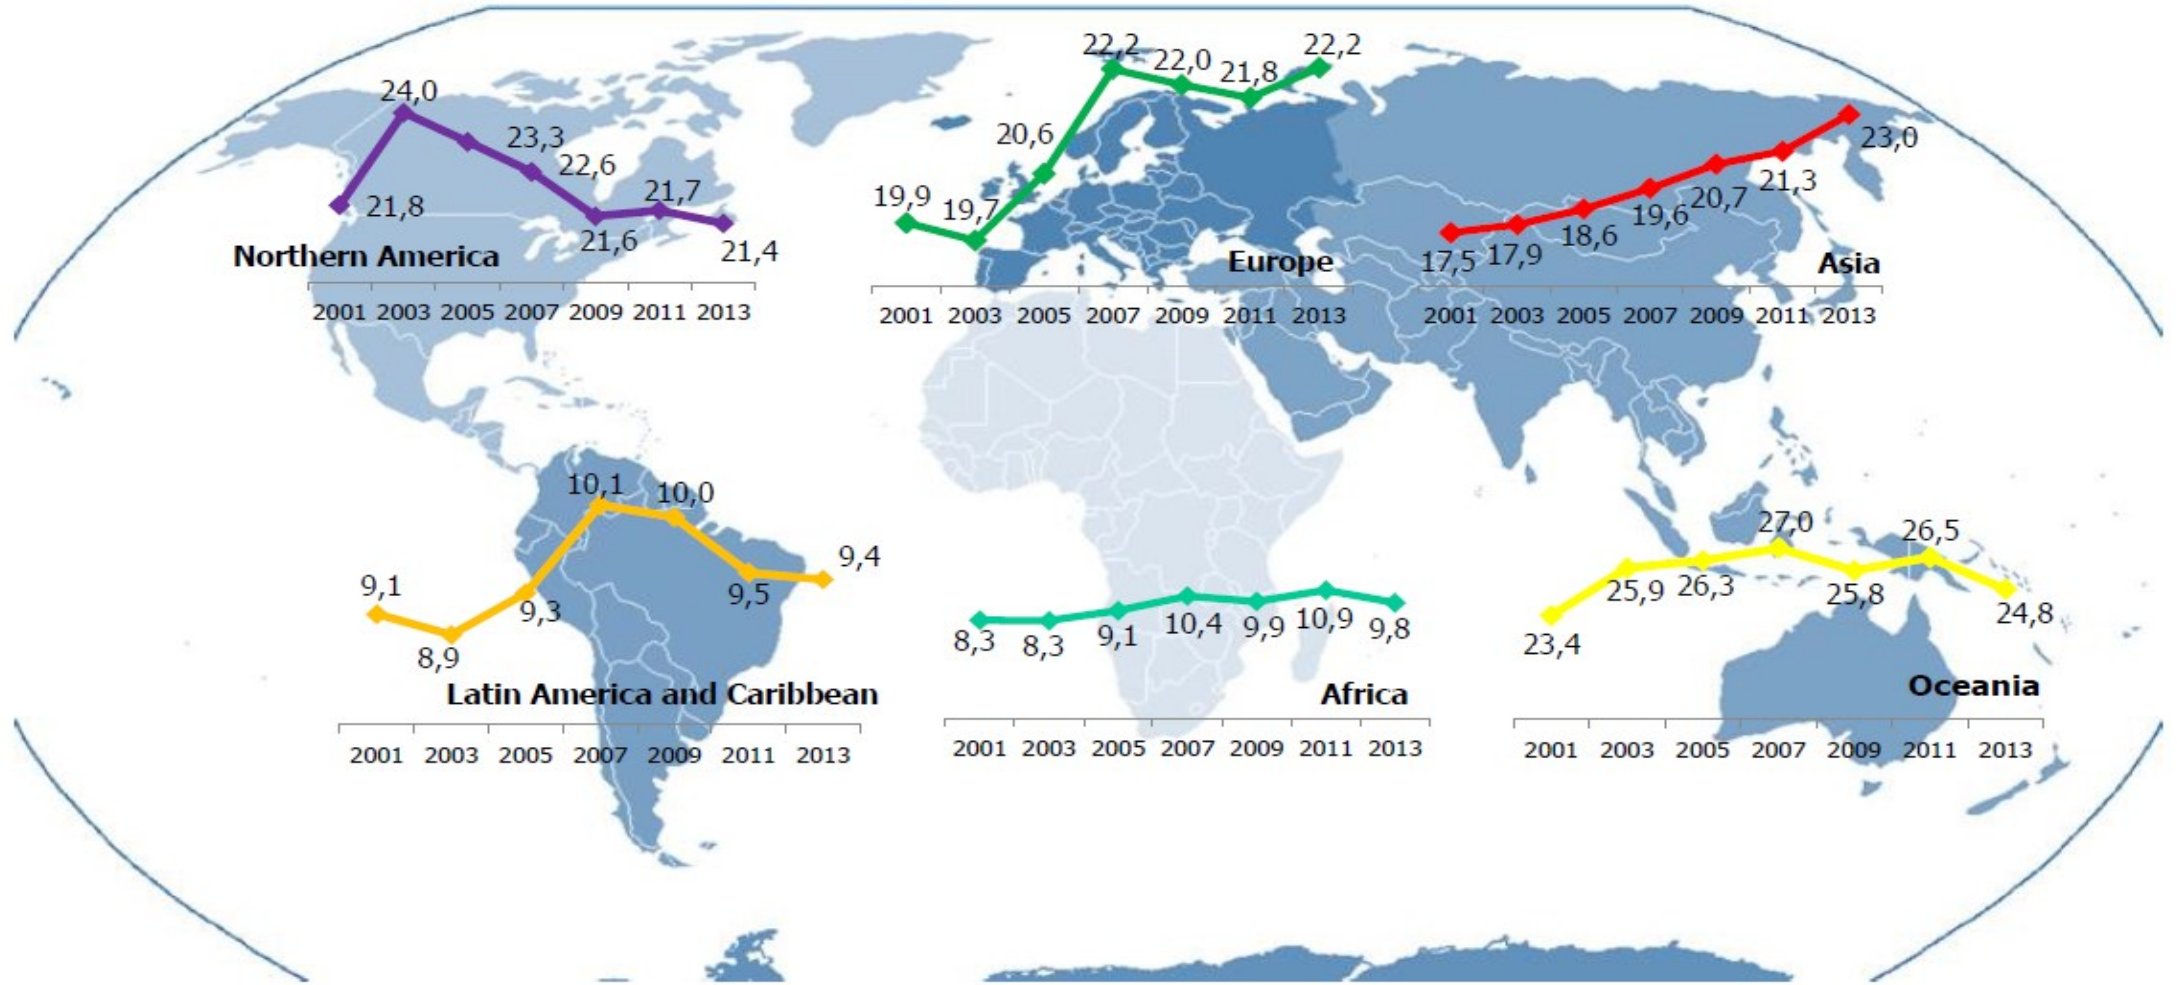 24,0
23,3
22,6
21,8
21,7
21,6
21,4
Northern America
2001 2003 2005 2007 2009 2011 2013
22,2
22,0
21,8
22,2
20,6
19,9
19,7
Europe
2001 2003 2005 2007 2009 2011 2013
23,0
21,3
20,7
19,6
18,6
17,5 17,9
Asia
2001 2003 2005 2007 2009 2011 2013
10,1 10,0
9,4
9,1
9,3
9,5
8,9
Latin America and Caribbean
2001 2003 2005 2007 2009 2011 2013
8,3 8,3 9,1 10,4 9,9 10,9 9,8
Africa
2001 2003 2005 2007 2009 2011 2013
27,0
26,5
25,9 26,3
25,8
24,8
23,4
Oceania
2001 2003 2005 2007 2009 2011 2013